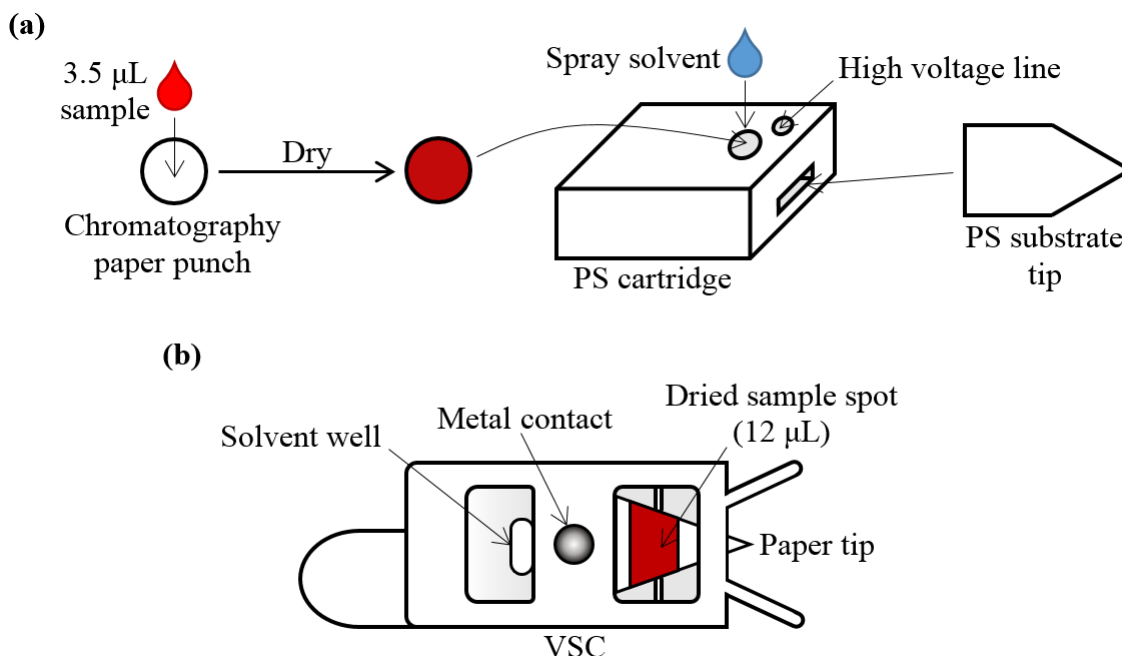 (a)
3.5 μL
sample
Dry
Chromatography
paper punch
Spray solvent
High voltage line
PS cartridge
PS substrate
tip
(b)
Solvent well
Metal contact
Dried sample spot
(12 μL)
Paper tip
VSC